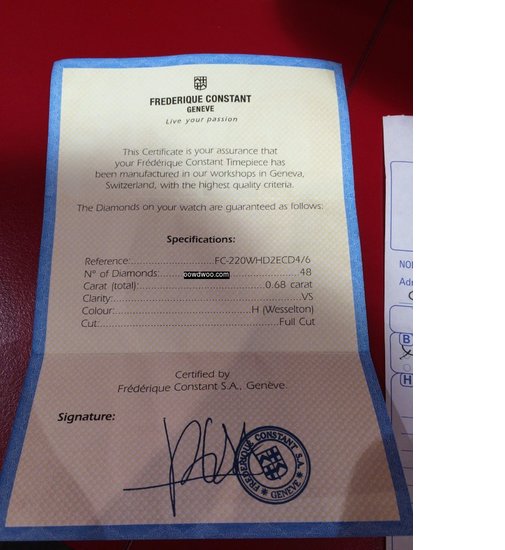 FREDERIQUE CONSTANT
GENEVE
Live your passion
This Certificate is your assurance that
your Frédérique Constant Timepiece has
been manufactured in our workshops in Geneva,
Switzerland, with the highest quality criteria.
The Diamonds on your watch are guaranteed as follows:
Specifications:
Reference:.........................FC-220WHD2ECD4/6
N° of Diamonds:......oowdwoo.com......................48
Carat (total):......................................0.68 carat
Clarity:......................................................VS
Colour:.......................................H (Wesselton)
Cut:....................................................Full Cut
Certified by
Frédérique Constant S.A., Genève.
Signature:
FREDERIQUE CONSTANT S.A.
GENEVE
B
H